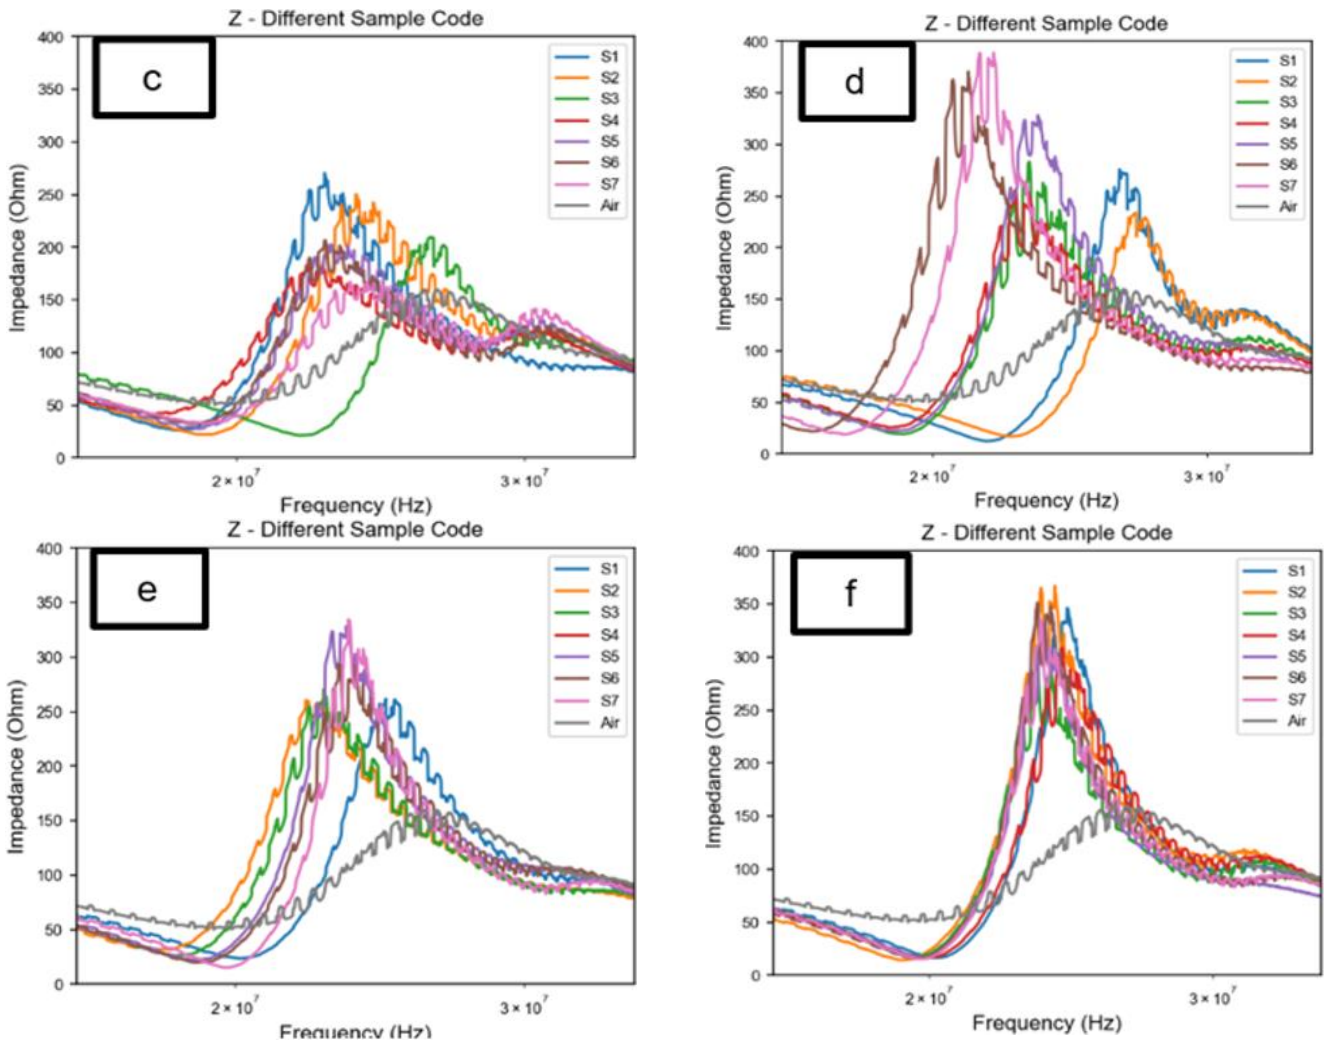 Z - Different Sample Code
c
400
350
300
250
200
150
100
50
0
Impedance (Ohm)
S1
S2
S3
S4
S5
S6
S7
Air
2 × 10⁷
3 × 10⁷
Frequency (Hz)
Z - Different Sample Code
d
400
350
300
250
200
150
100
50
0
Impedance (Ohm)
S1
S2
S3
S4
S5
S6
S7
Air
2 × 10⁷
3 × 10⁷
Frequency (Hz)
Z - Different Sample Code
e
400
350
300
250
200
150
100
50
0
Impedance (Ohm)
S1
S2
S3
S4
S5
S6
S7
Air
2 × 10⁷
3 × 10⁷
Frequency (Hz)
Z - Different Sample Code
f
400
350
300
250
200
150
100
50
0
Impedance (Ohm)
S1
S2
S3
S4
S5
S6
S7
Air
2 × 10⁷
3 × 10⁷
Frequency (Hz)